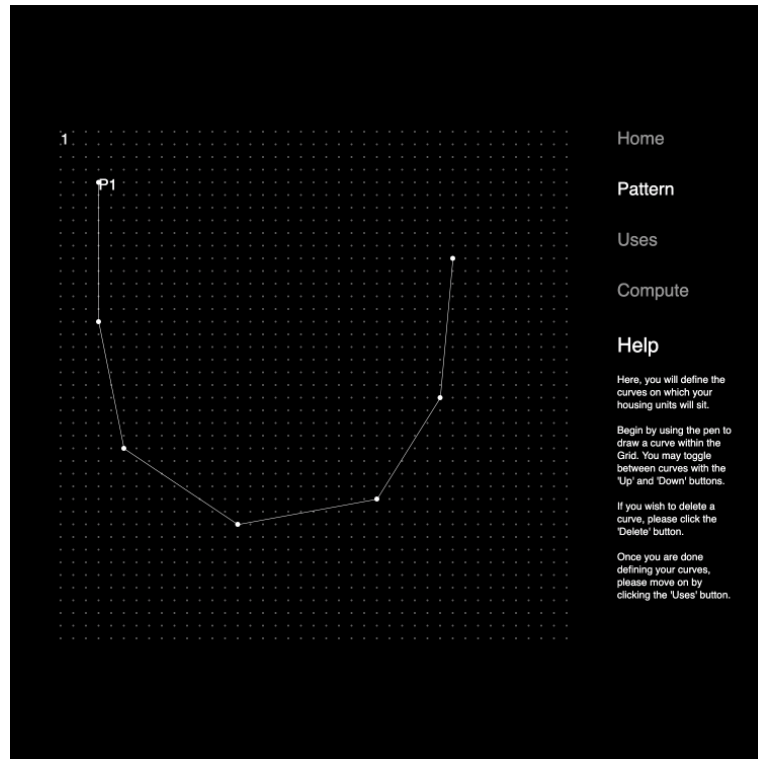 1
P1
Home
Pattern
Uses
Compute
Help
Here, you will define the
curves on which your
housing units will sit.
Begin by using the pen to
draw a curve within the
Grid. You may toggle
between curves with the
'Up' and 'Down' buttons.
If you wish to delete a
curve, please click the
'Delete' button.
Once you are done
defining your curves,
please move on by
clicking the 'Uses' button.